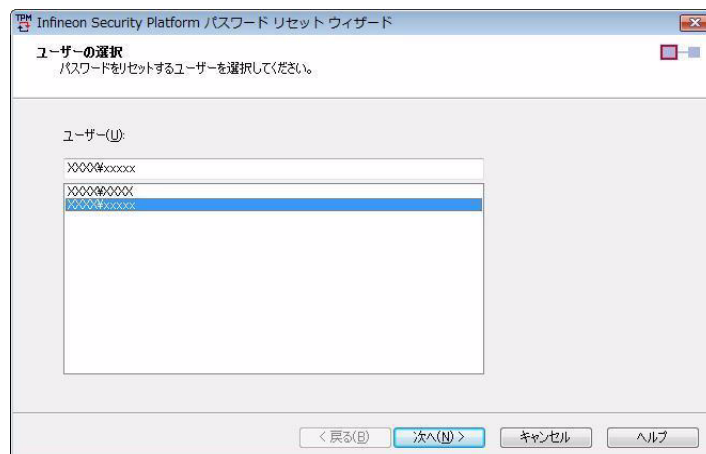 TPM Infineon Security Platform パスワード リセット ウィザード
ユーザーの選択
パスワードをリセットするユーザーを選択してください。
ユーザー(U):
XXXX¥xxxxx
XXXX¥XXXX
XXXX¥xxxxx
< 戻る(B) 次へ(N) > キャンセル ヘルプ